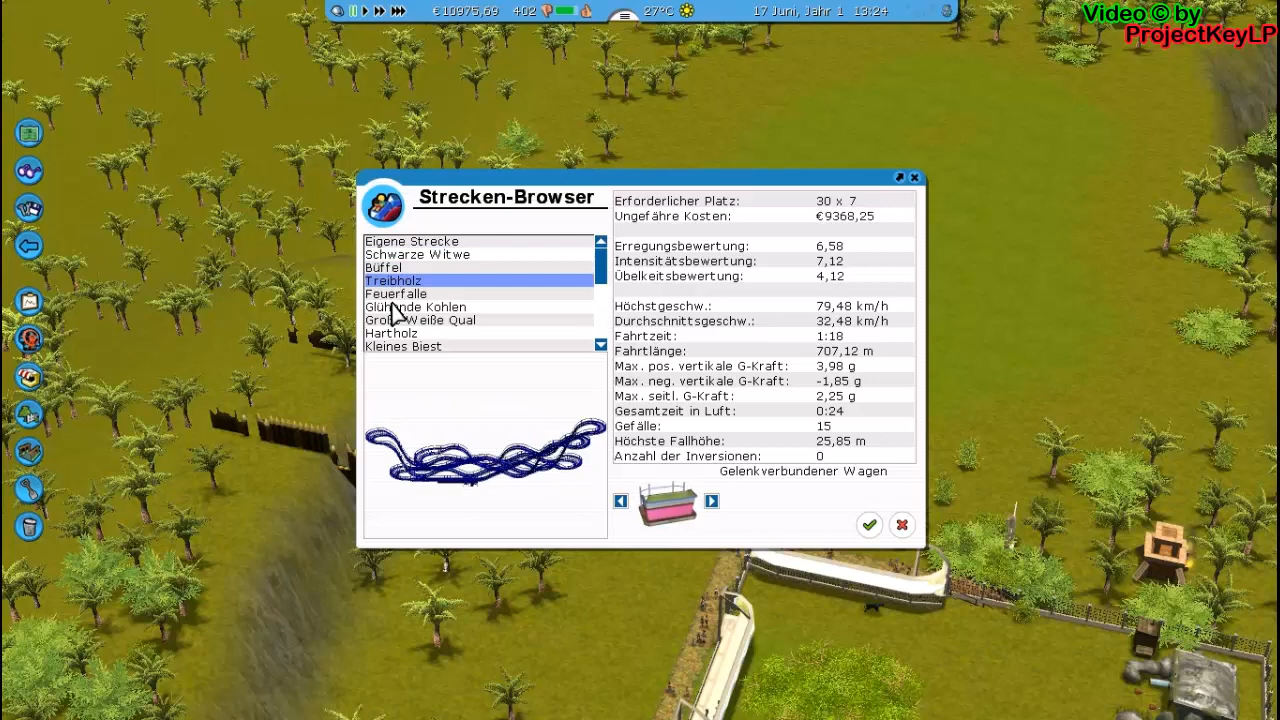 €10975,69 402 27°C 17 Juni, Jahr 1 13:24
Video © by
ProjectKeyLP
Strecken-Browser
Eigene Strecke
Schwarze Witwe
Büffel
Treibholz
Feuerfalle
Glühende Kohlen
Große Weiße Qual
Hartholz
Kleines Biest
Erforderlicher Platz: 30 x 7
Ungefähre Kosten: €9368,25
Erregungsbewertung: 6,58
Intensitätsbewertung: 7,12
Übelkeitsbewertung: 4,12
Höchstgeschw.: 79,48 km/h
Durchschnittsgeschw.: 32,48 km/h
Fahrtzeit: 1:18
Fahrtlänge: 707,12 m
Max. pos. vertikale G-Kraft: 3,98 g
Max. neg. vertikale G-Kraft: -1,85 g
Max. seitl. G-Kraft: 2,25 g
Gesamtzeit in Luft: 0:24
Gefälle: 15
Höchste Fallhöhe: 25,85 m
Anzahl der Inversionen: 0
Gelenkverbundener Wagen